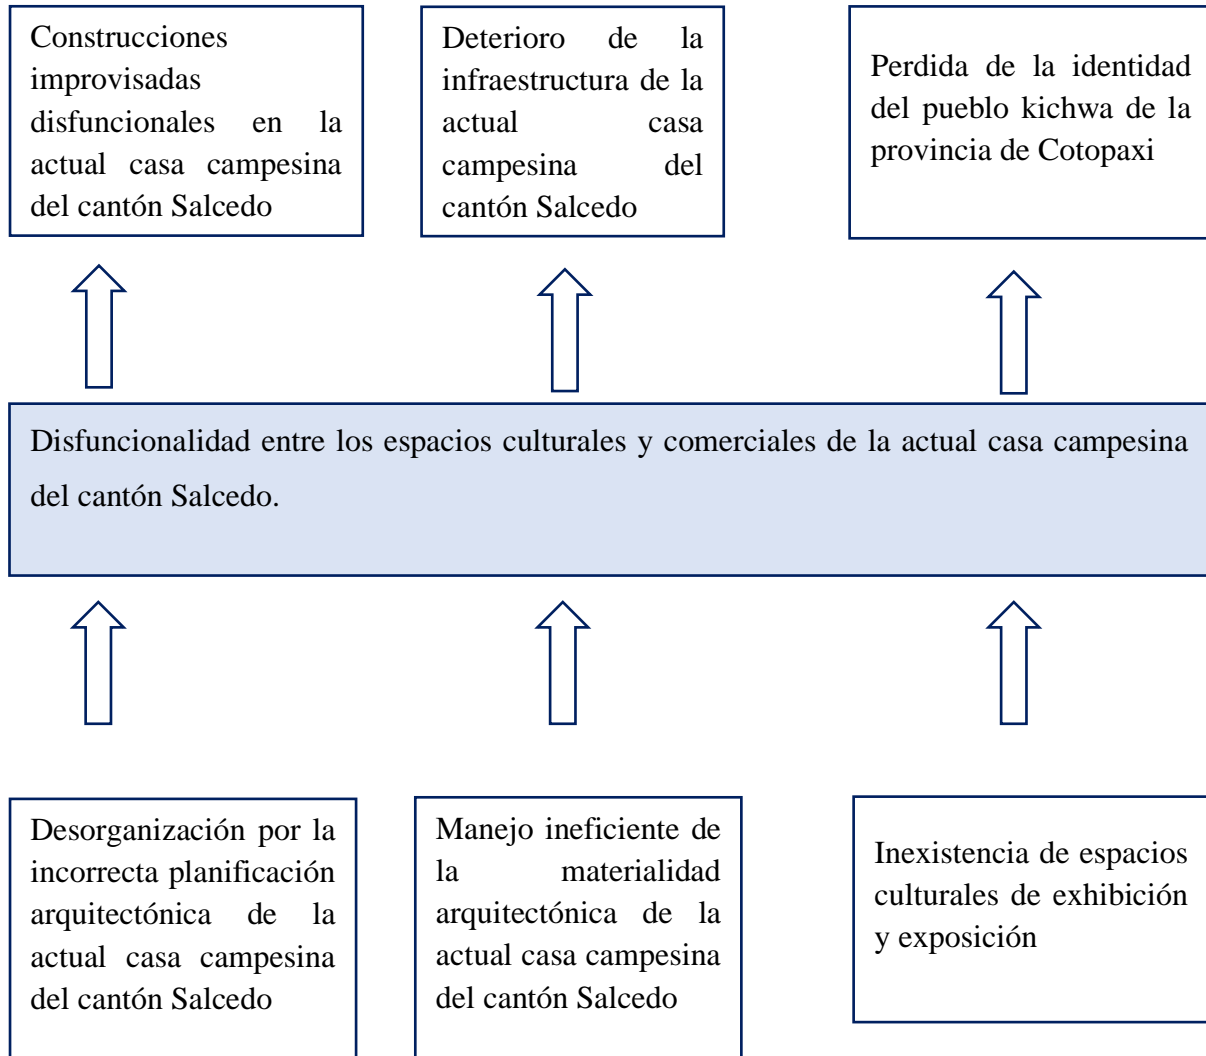 Construcciones
improvisadas
disfuncionales en la
actual casa campesina
del cantón Salcedo
Deterioro de la
infraestructura de la
actual casa
campesina del
cantón Salcedo
Perdida de la identidad
del pueblo kichwa de la
provincia de Cotopaxi
Disfuncionalidad entre los espacios culturales y comerciales de la actual casa campesina
del cantón Salcedo.
Desorganización por la
incorrecta planificación
arquitectónica de la
actual casa campesina
del cantón Salcedo
Manejo ineficiente de
la materialidad
arquitectónica de la
actual casa campesina
del cantón Salcedo
Inexistencia de espacios
culturales de exhibición
y exposición